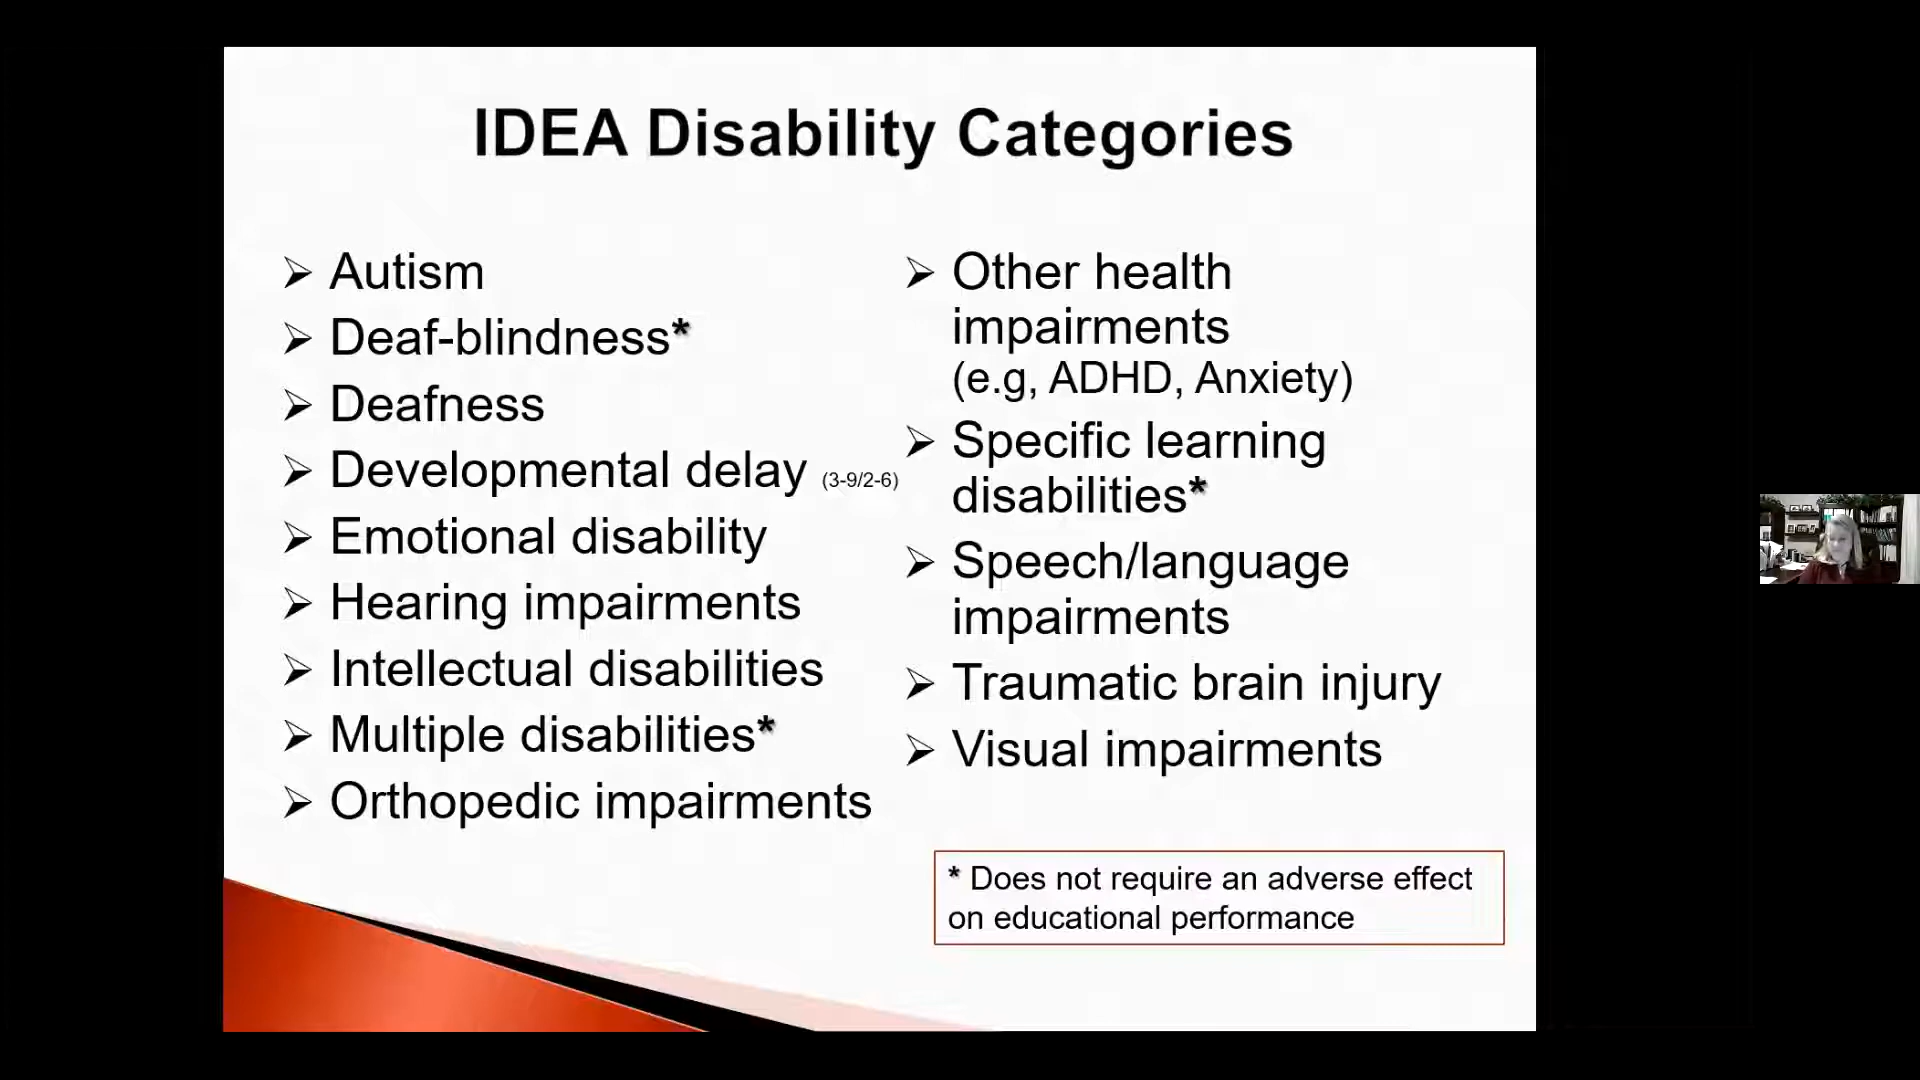 IDEA Disability Categories
➢ Autism
➢ Deaf-blindness*
➢ Deafness
➢ Developmental delay (3-9/2-6)
➢ Emotional disability
➢ Hearing impairments
➢ Intellectual disabilities
➢ Multiple disabilities*
➢ Orthopedic impairments
➢ Other health
impairments
(e.g, ADHD, Anxiety)
➢ Specific learning
disabilities*
➢ Speech/language
impairments
➢ Traumatic brain injury
➢ Visual impairments
* Does not require an adverse effect
on educational performance